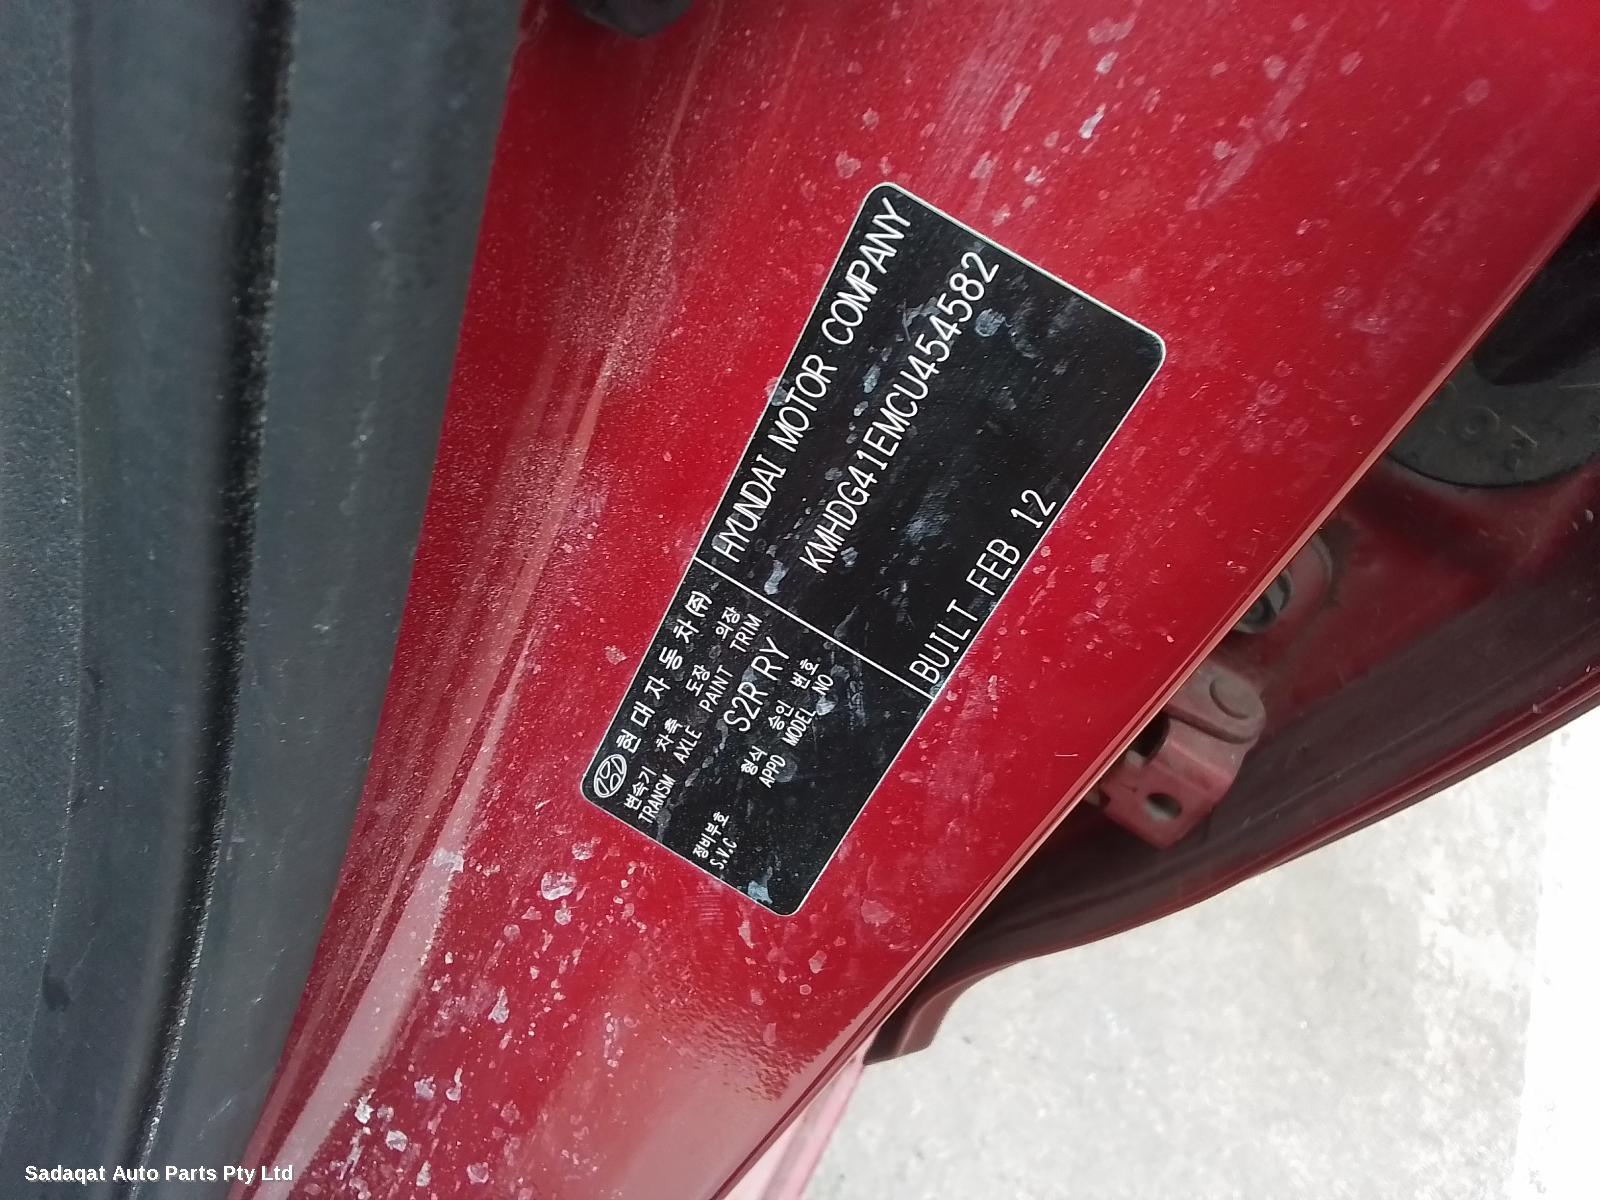 현대자동차(주) HYUNDAI MOTOR COMPANY
변속기 차축 도장 의장
TRANSM AXLE PAINT TRIM
S2R RY
KMHDG41EMCU454582
정비부호 형식 승인 번호
S.V.C APPD MODEL NO
BUILT FEB 12
Sadaqat Auto Parts Pty Ltd